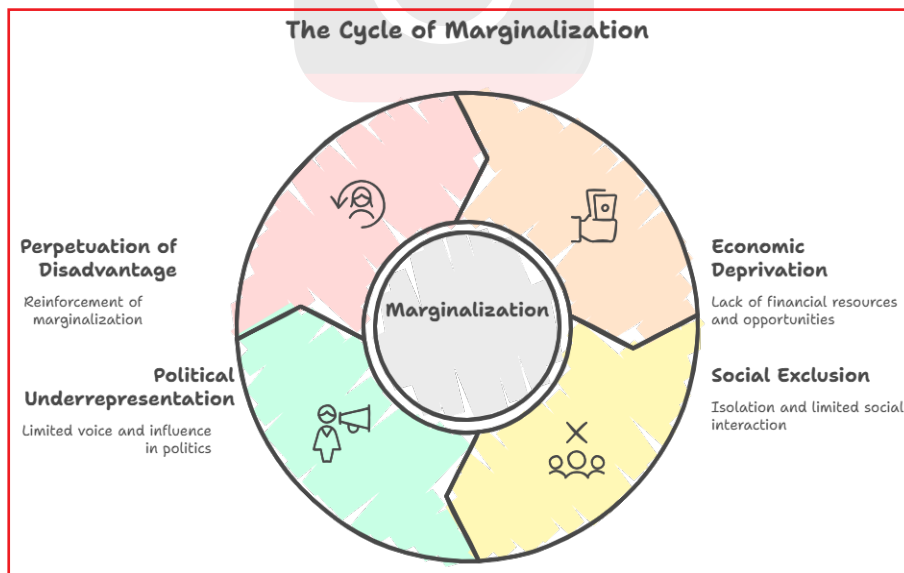 The Cycle of Marginalization
Perpetuation of
Disadvantage
Reinforcement of
marginalization
Economic
Deprivation
Lack of financial resources
and opportunities
Marginalization
Political
Underrepresentation
Limited voice and influence
in politics
Social Exclusion
Isolation and limited social
interaction